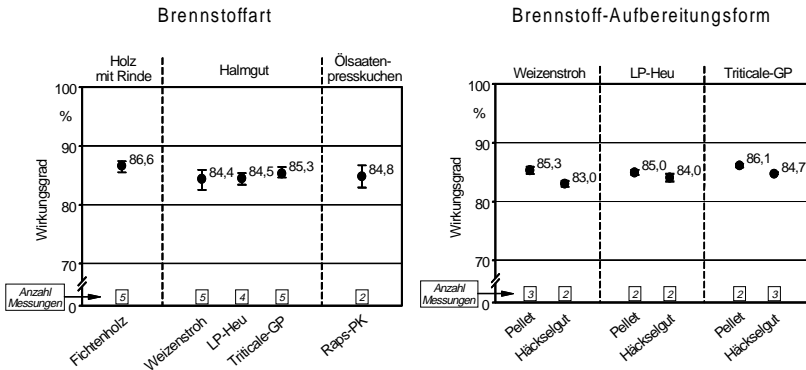 Brennstoffart
Holz
mit Rinde
Halmgut
Ölsaaten-
presskuchen
100
%
90
80
70
0
Wirkungsgrad
86,6
84,4
84,5
85,3
84,8
Anzahl
Messungen
5
5
4
5
2
Fichtenholz
Weizenstroh
LP-Heu
Triticale-GP
Raps-PK
Brennstoff-Aufbereitungsform
Weizenstroh
LP-Heu
Triticale-GP
100
%
90
80
70
0
Wirkungsgrad
85,3
83,0
85,0
84,0
86,1
84,7
Anzahl
Messungen
3
2
2
2
2
3
Pellet
Häckselgut
Pellet
Häckselgut
Pellet
Häckselgut